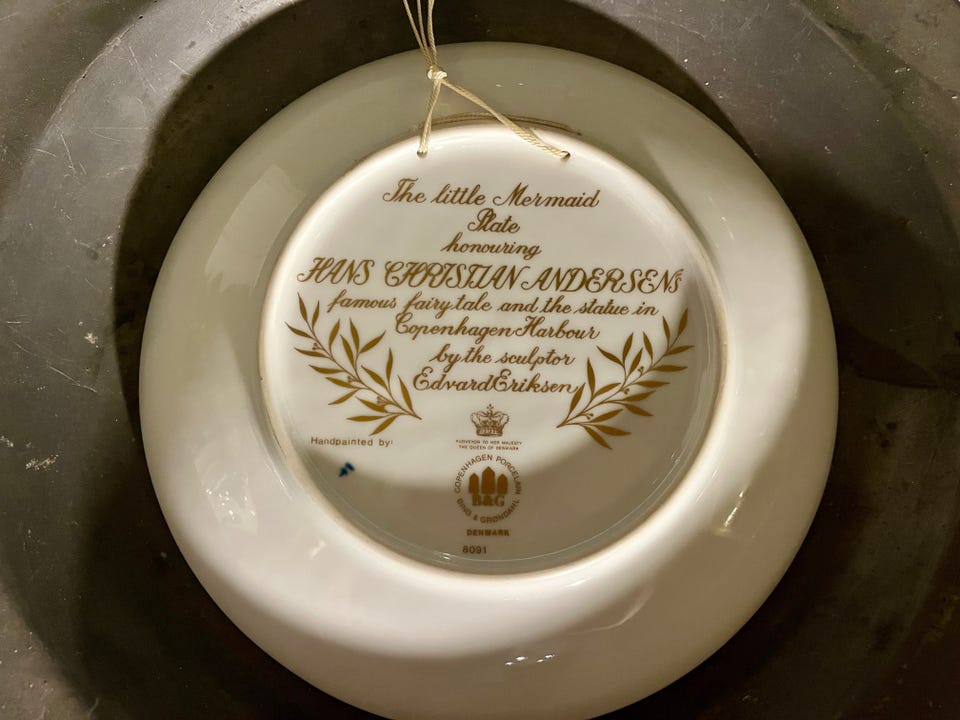 The little Mermaid
Plate
honouring
HANS CHRISTIAN ANDERSENs
famous fairy tale and the statue in
Copenhagen Harbour
by the sculptor
Edvard Eriksen
Handpainted by:
PURVEYOR TO HER MAJESTY
THE QUEEN OF DENMARK
COPENHAGEN PORCELAIN
B&G
BING & GRØNDAHL
DENMARK
8091